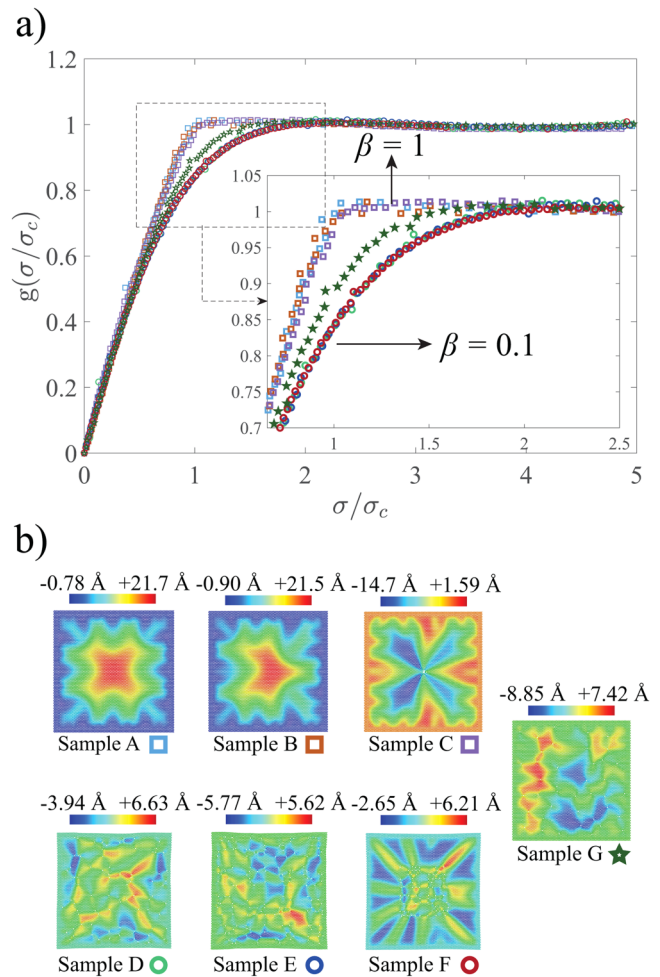 a)
1.2
1
0.8
0.6
0.4
0.2
0
g(σ/σc)
β = 1
1
0.95
0.9
0.85
0.8
0.75
0.7
β = 0.1
1 1.5 2 2.5
0 1 2 3 4 5
σ/σc
b)
-0.78 Å +21.7 Å
-0.90 Å +21.5 Å
-14.7 Å +1.59 Å
Sample A
Sample B
Sample C
-8.85 Å +7.42 Å
Sample G
-3.94 Å +6.63 Å
-5.77 Å +5.62 Å
-2.65 Å +6.21 Å
Sample D
Sample E
Sample F